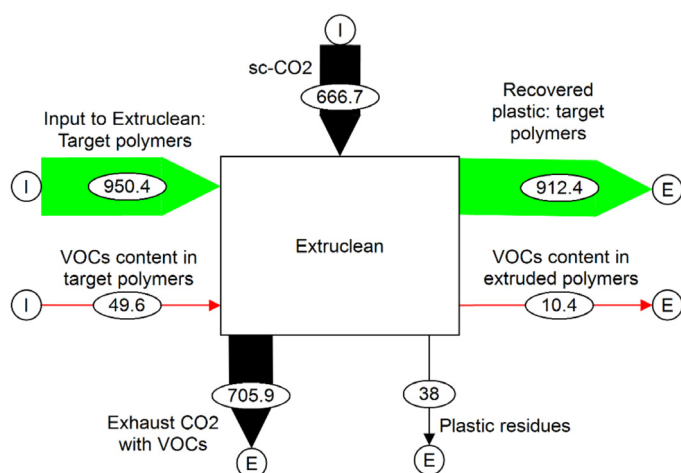 I
sc-CO2
666.7
Input to Extruclean:
Target polymers
I
950.4
Recovered
plastic: target
polymers
912.4
E
Extruclean
VOCs content in
target polymers
I
49.6
VOCs content in
extruded polymers
10.4
E
705.9
Exhaust CO2
with VOCs
E
38
Plastic residues
E